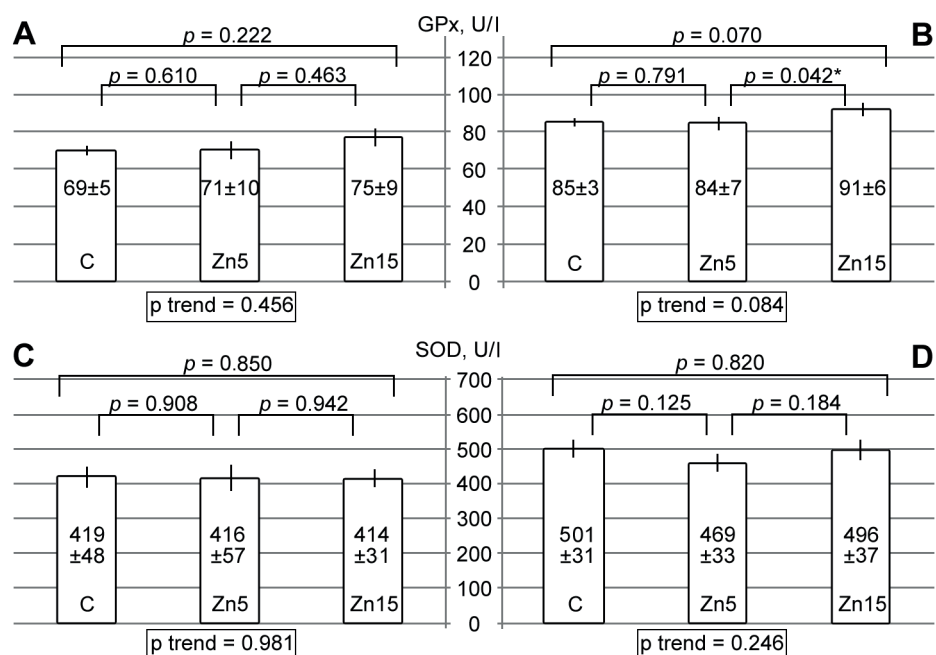 A
GPx, U/l
B
p = 0.222
p = 0.070
p = 0.610
p = 0.463
p = 0.791
p = 0.042*
120
100
80
60
40
20
0
69±5
71±10
75±9
85±3
84±7
91±6
C
Zn5
Zn15
C
Zn5
Zn15
p trend = 0.456
p trend = 0.084
C
SOD, U/l
D
p = 0.850
p = 0.820
p = 0.908
p = 0.942
p = 0.125
p = 0.184
700
600
500
400
300
200
100
0
419
±48
416
±57
414
±31
501
±31
469
±33
496
±37
C
Zn5
Zn15
C
Zn5
Zn15
p trend = 0.981
p trend = 0.246